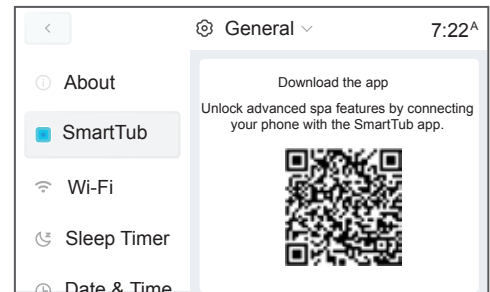 General
7:22ᴬ
About
SmartTub
Wi-Fi
Sleep Timer
Date & Time
Download the app
Unlock advanced spa features by connecting
your phone with the SmartTub app.